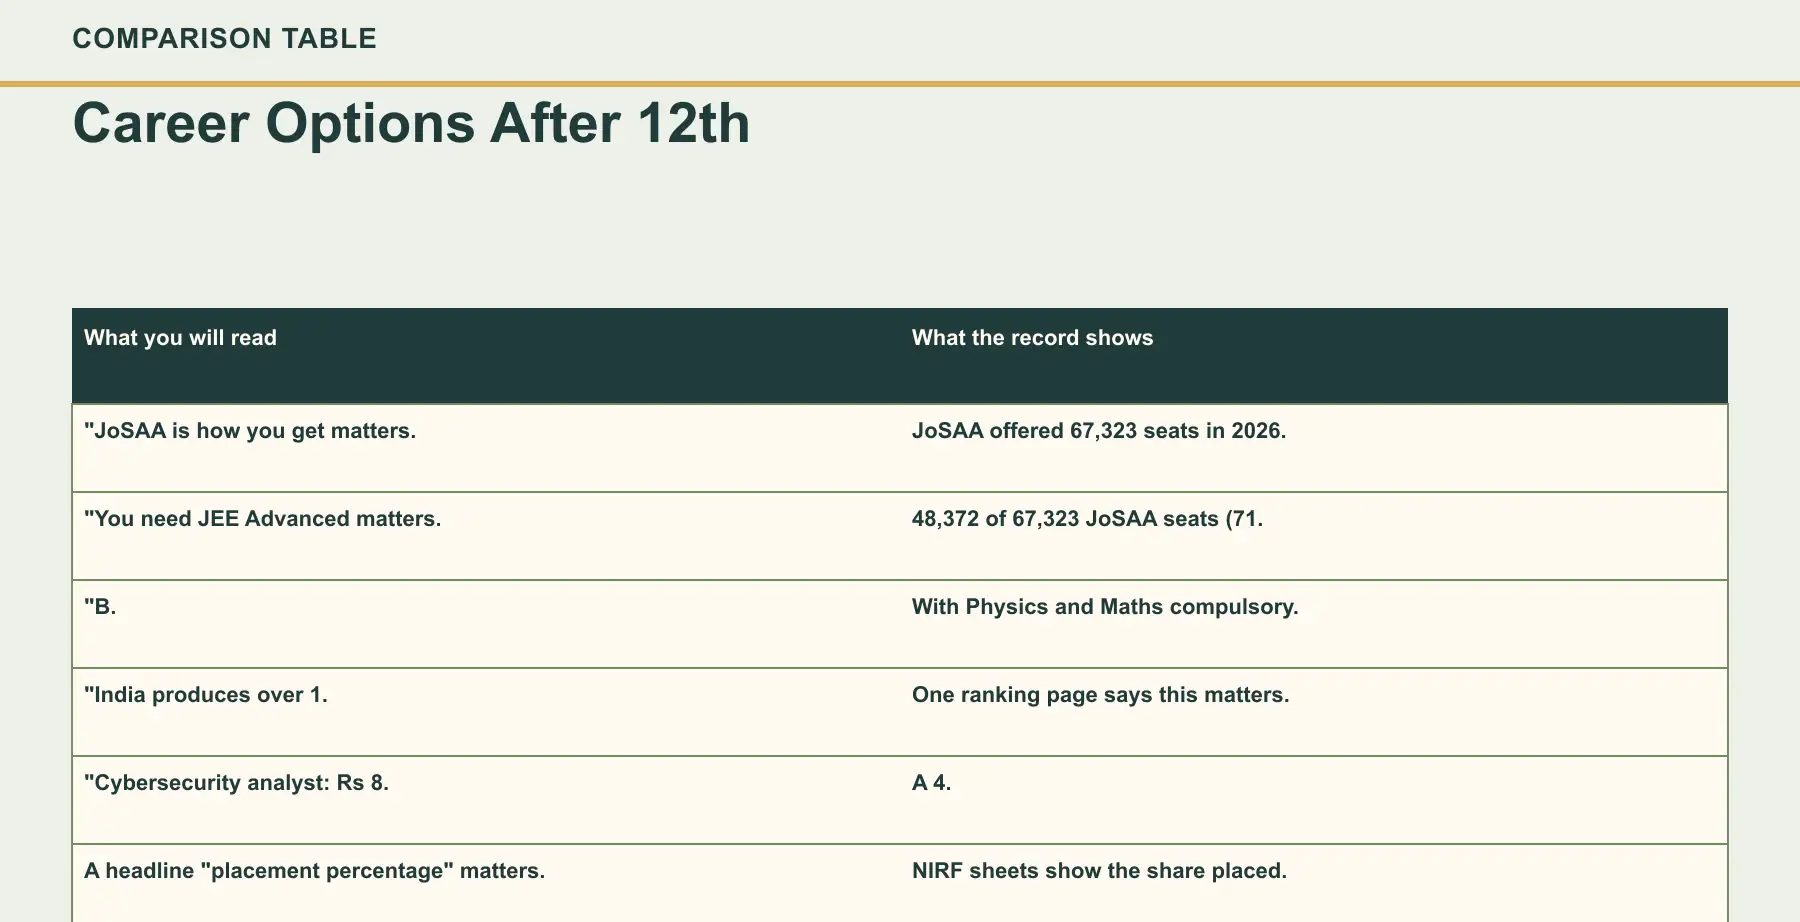 COMPARISON TABLE
Career Options After 12th
What you will read What the record shows
"JoSAA is how you get matters. JoSAA offered 67,323 seats in 2026.
"You need JEE Advanced matters. 48,372 of 67,323 JoSAA seats (71.
"B. With Physics and Maths compulsory.
"India produces over 1. One ranking page says this matters.
"Cybersecurity analyst: Rs 8. A 4.
A headline "placement percentage" matters. NIRF sheets show the share placed.